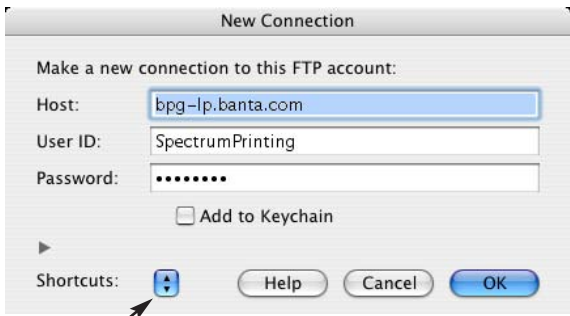 New Connection
Make a new connection to this FTP account:
Host: bpg-lp.banta.com
User ID: SpectrumPrinting
Password: ••••••••
Add to Keychain
Shortcuts: Help Cancel OK